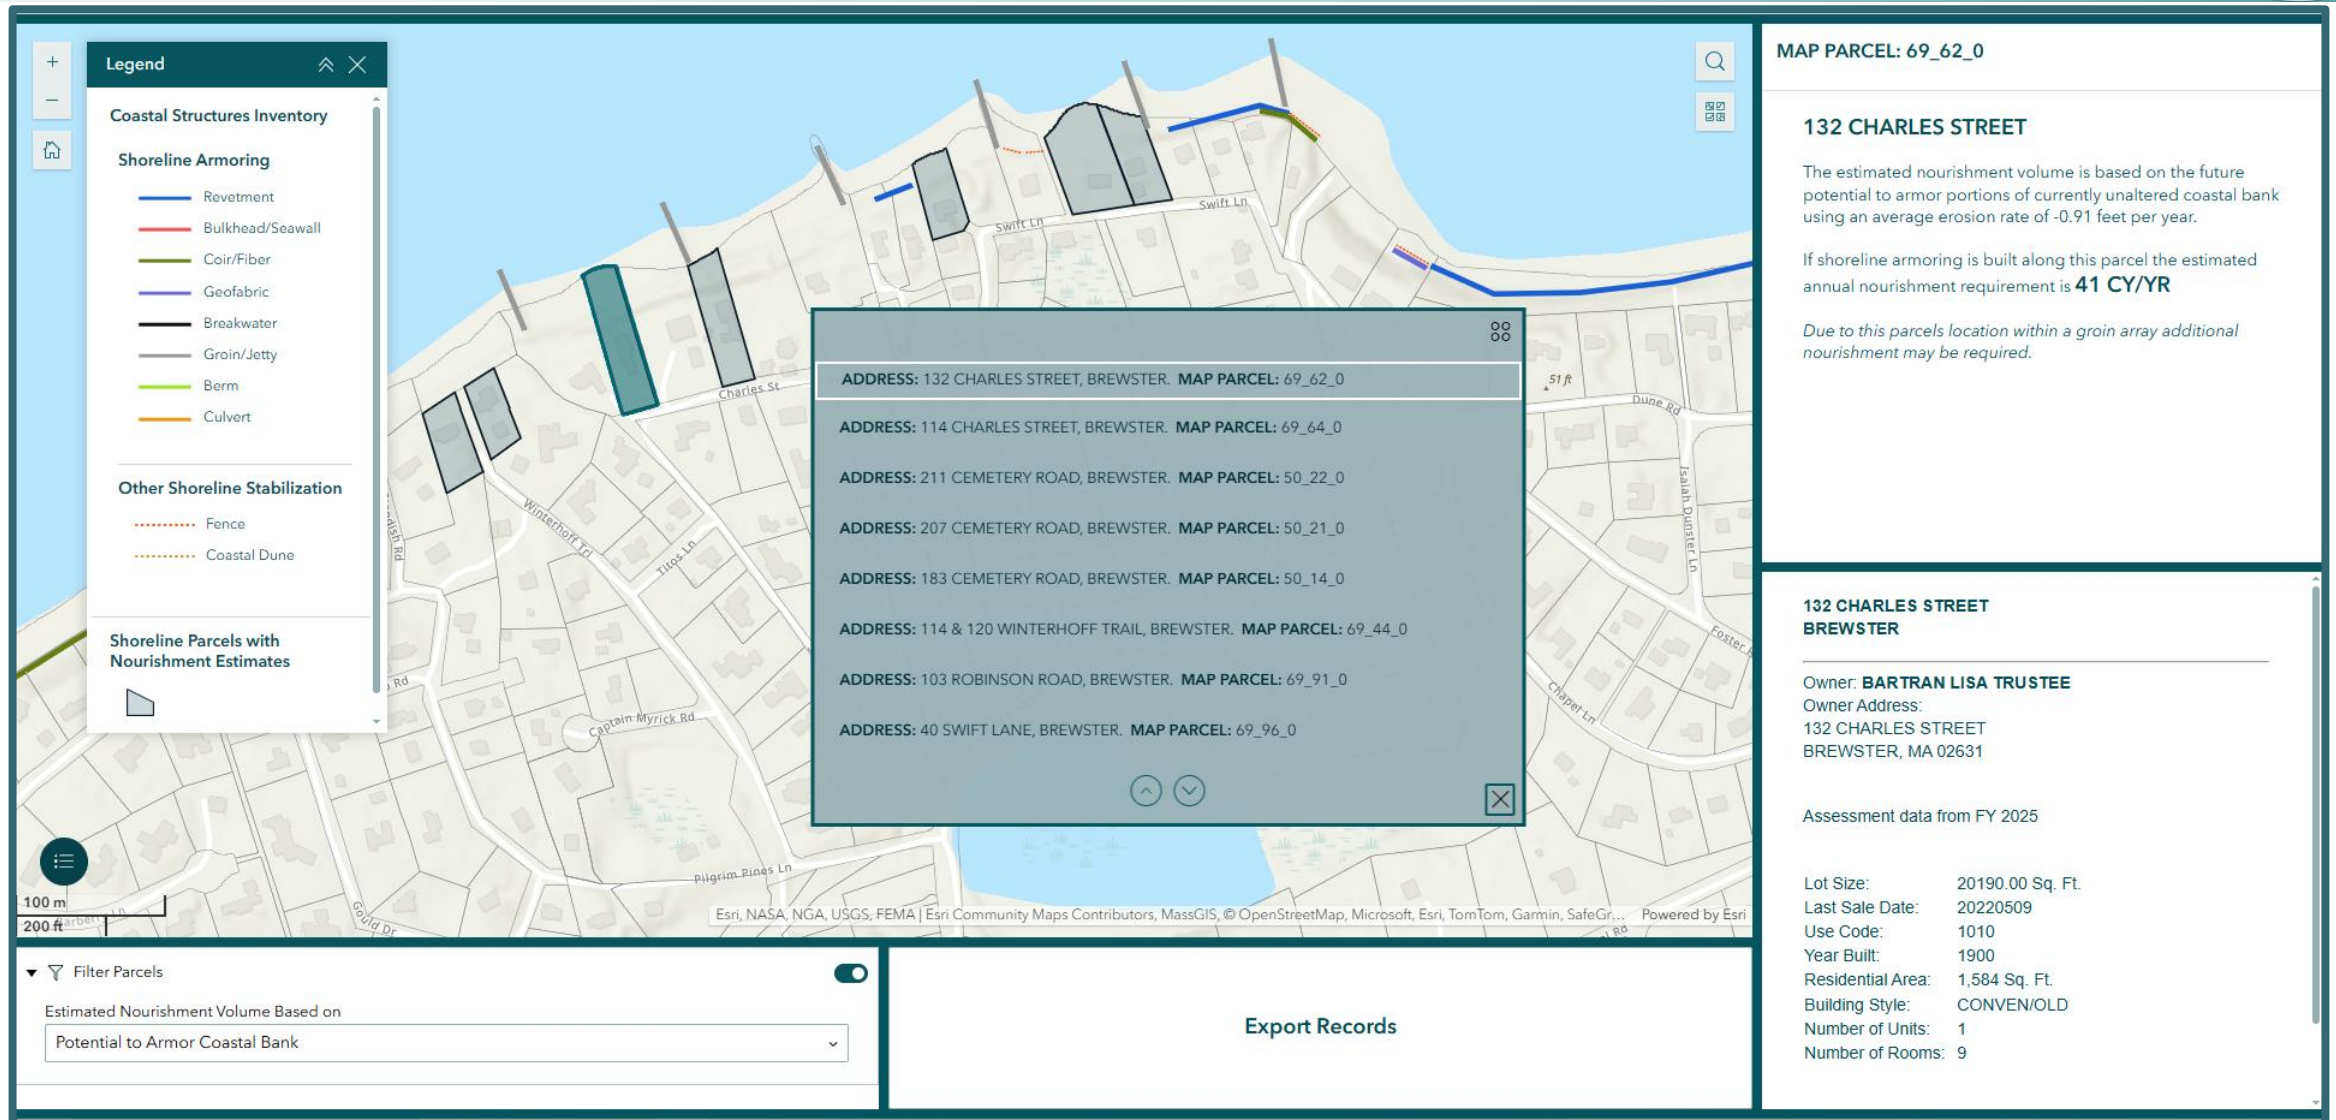 Legend
Coastal Structures Inventory
Shoreline Armoring
Revetment
Bulkhead/Seawall
Coir/Fiber
Geofabric
Breakwater
Groin/Jetty
Berm
Culvert
Other Shoreline Stabilization
Fence
Coastal Dune
Shoreline Parcels with
Nourishment Estimates
Swift Ln
Swift Ln
Charles St
Winterhoff Trl
Titos Ln
Captain Myrick Rd
Rd
Pilgrim Pines Ln
Gould Dr
51 ft
Dune Rd
Isaiah Dunster Ln
Foster
Chapel Ln
Rd
ADDRESS: 132 CHARLES STREET, BREWSTER. MAP PARCEL: 69_62_0
ADDRESS: 114 CHARLES STREET, BREWSTER. MAP PARCEL: 69_64_0
ADDRESS: 211 CEMETERY ROAD, BREWSTER. MAP PARCEL: 50_22_0
ADDRESS: 207 CEMETERY ROAD, BREWSTER. MAP PARCEL: 50_21_0
ADDRESS: 183 CEMETERY ROAD, BREWSTER. MAP PARCEL: 50_14_0
ADDRESS: 114 & 120 WINTERHOFF TRAIL, BREWSTER. MAP PARCEL: 69_44_0
ADDRESS: 103 ROBINSON ROAD, BREWSTER. MAP PARCEL: 69_91_0
ADDRESS: 40 SWIFT LANE, BREWSTER. MAP PARCEL: 69_96_0
100 m
200 ft
Esri, NASA, NGA, USGS, FEMA | Esri Community Maps Contributors, MassGIS, © OpenStreetMap, Microsoft, Esri, TomTom, Garmin, SafeGr... Powered by Esri
Filter Parcels
Estimated Nourishment Volume Based on
Potential to Armor Coastal Bank
Export Records
MAP PARCEL: 69_62_0
132 CHARLES STREET
The estimated nourishment volume is based on the future
potential to armor portions of currently unaltered coastal bank
using an average erosion rate of -0.91 feet per year.
If shoreline armoring is built along this parcel the estimated
annual nourishment requirement is 41 CY/YR
Due to this parcels location within a groin array additional
nourishment may be required.
132 CHARLES STREET
BREWSTER
Owner: BARTRAN LISA TRUSTEE
Owner Address:
132 CHARLES STREET
BREWSTER, MA 02631
Assessment data from FY 2025
Lot Size: 20190.00 Sq. Ft.
Last Sale Date: 20220509
Use Code: 1010
Year Built: 1900
Residential Area: 1,584 Sq. Ft.
Building Style: CONVEN/OLD
Number of Units: 1
Number of Rooms: 9